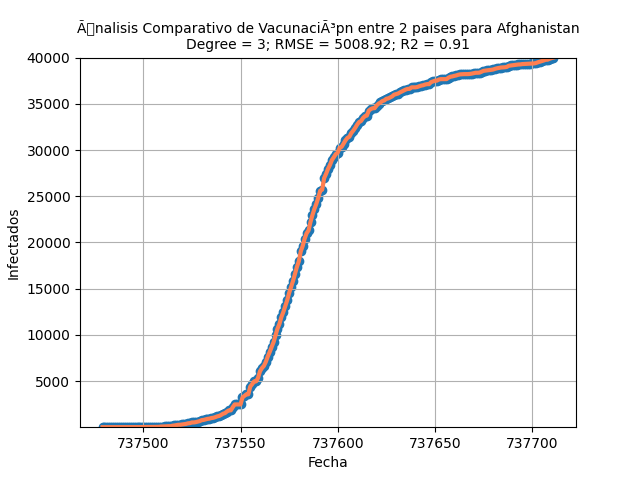 Ã▯nalisis Comparativo de VacunaciÃ³pn entre 2 paises para Afghanistan
Degree = 3; RMSE = 5008.92; R2 = 0.91
40000
35000
30000
25000
20000
15000
10000
5000
Infectados
737500 737550 737600 737650 737700
Fecha